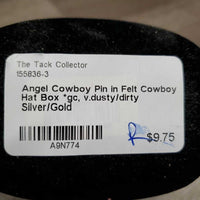 The Tack Collector
155836-3
Angel Cowboy Pin in Felt Cowboy
Hat Box *gc, v.dusty/dirty
Silver/Gold
R $9.75
A9N774